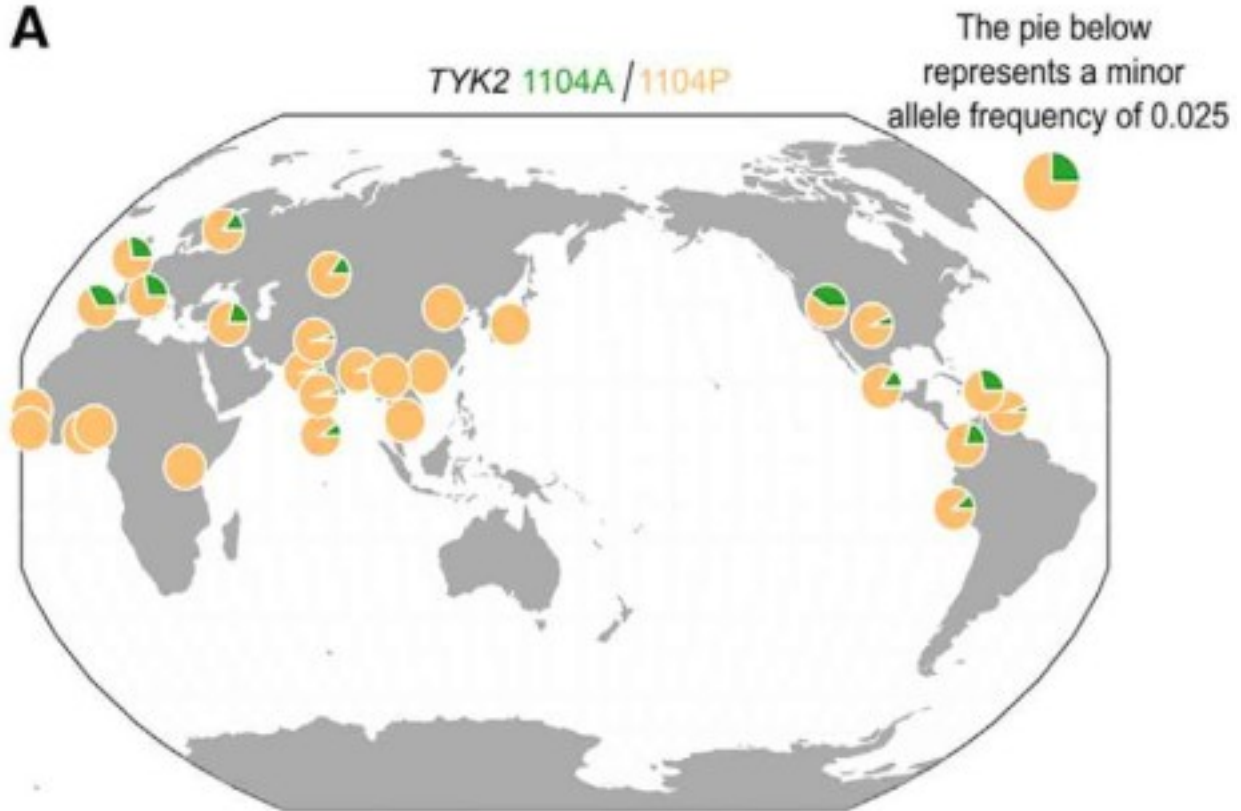 A
The pie below
represents a minor
allele frequency of 0.025
TYK2 1104A / 1104P